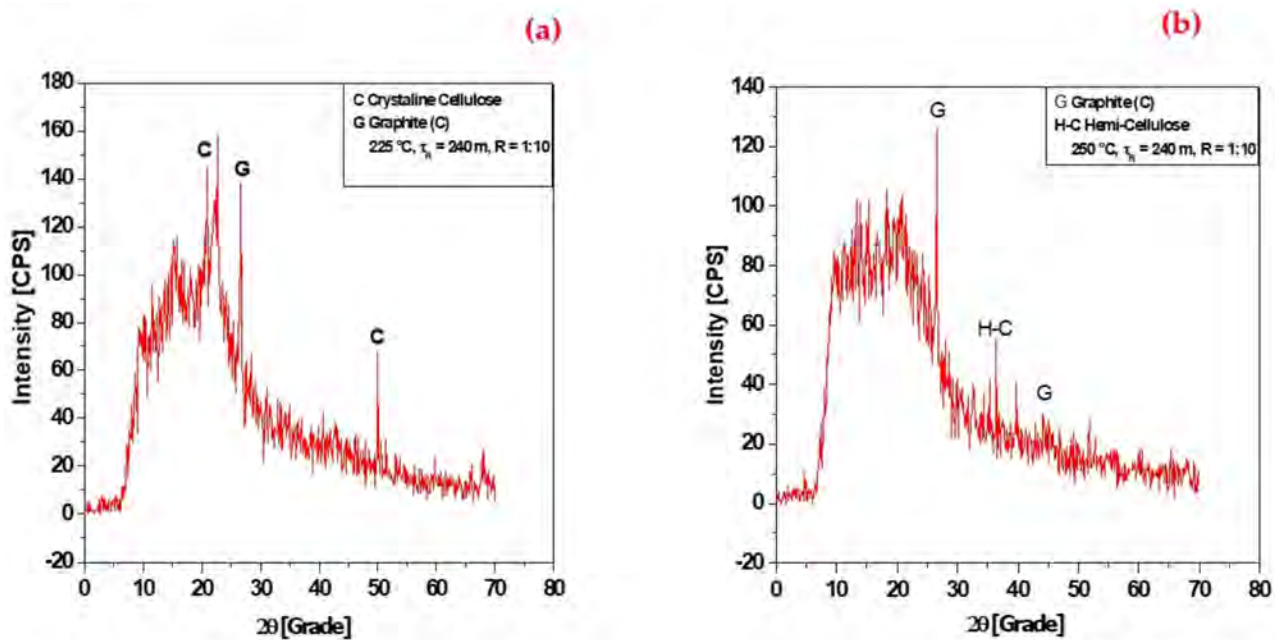 (a)
180
160
140
120
100
80
60
40
20
0
-20
Intensity [CPS]
C Crystaline Cellulose
G Graphite (C)
225 °C, τR = 240 m, R = 1:10
C
G
C
0 10 20 30 40 50 60 70 80
2θ [Grade]
(b)
140
120
100
80
60
40
20
0
-20
Intensity [CPS]
G Graphite (C)
H-C Hemi-Cellulose
250 °C, τR = 240 m, R = 1:10
G
H-C
G
0 10 20 30 40 50 60 70 80
2θ [Grade]